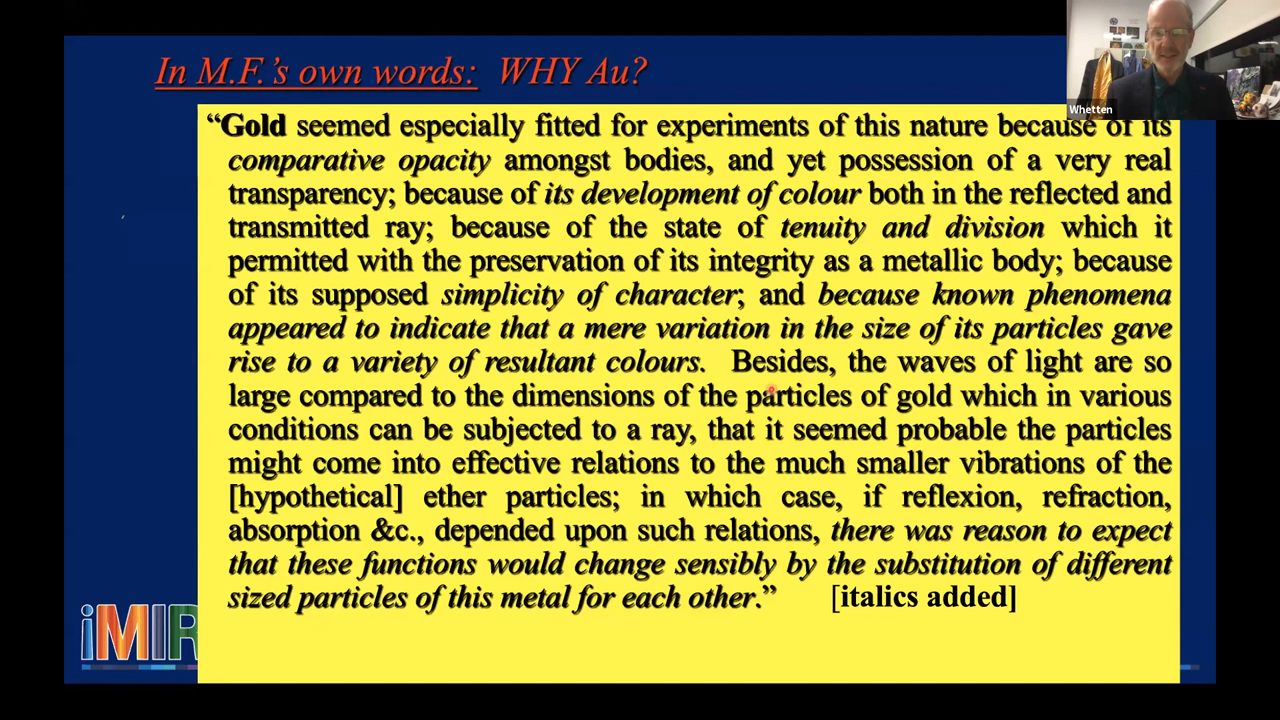 In M.F.'s own words: WHY Au?
Whetten
“Gold seemed especially fitted for experiments of this nature because of its
comparative opacity amongst bodies, and yet possession of a very real
transparency; because of its development of colour both in the reflected and
transmitted ray; because of the state of tenuity and division which it
permitted with the preservation of its integrity as a metallic body; because
of its supposed simplicity of character; and because known phenomena
appeared to indicate that a mere variation in the size of its particles gave
rise to a variety of resultant colours. Besides, the waves of light are so
large compared to the dimensions of the particles of gold which in various
conditions can be subjected to a ray, that it seemed probable the particles
might come into effective relations to the much smaller vibrations of the
[hypothetical] ether particles; in which case, if reflexion, refraction,
absorption &c., depended upon such relations, there was reason to expect
that these functions would change sensibly by the substitution of different
sized particles of this metal for each other.” [italics added]
iMIR